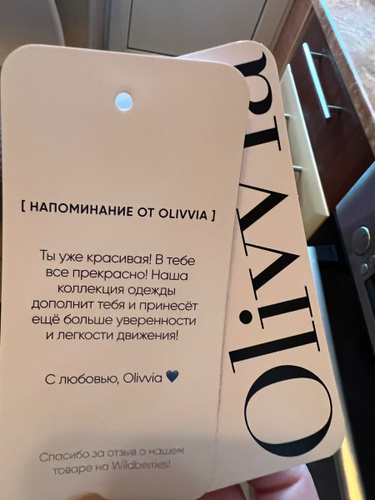 [ НАПОМИНАНИЕ ОТ OLIVVIA ]
Ты уже красивая! В тебе
все прекрасно! Наша
коллекция одежды
дополнит тебя и принесёт
ещё больше уверенности
и легкости движения!
С любовью, Olivvia 💙
Спасибо за отзыв о нашем
товаре на Wildberries!
Olivvia